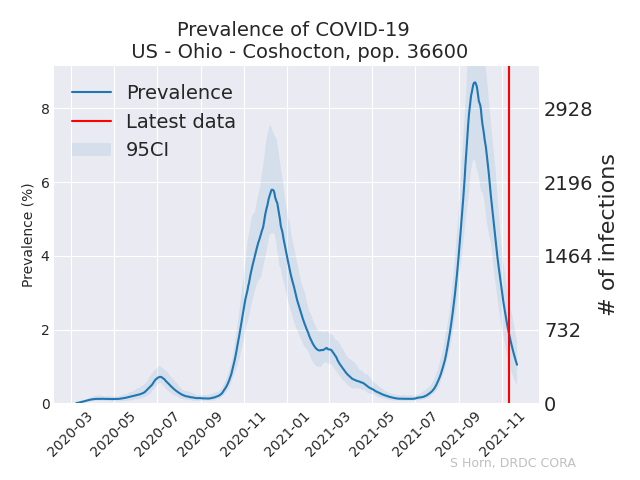 Prevalence of COVID-19
US - Ohio - Coshocton, pop. 36600
Prevalence
Latest data
95CI
Prevalence (%)
8
6
4
2
0
2928
2196
1464
732
0
# of infections
2020-03
2020-05
2020-07
2020-09
2020-11
2021-01
2021-03
2021-05
2021-07
2021-09
2021-11
S Horn, DRDC CORA